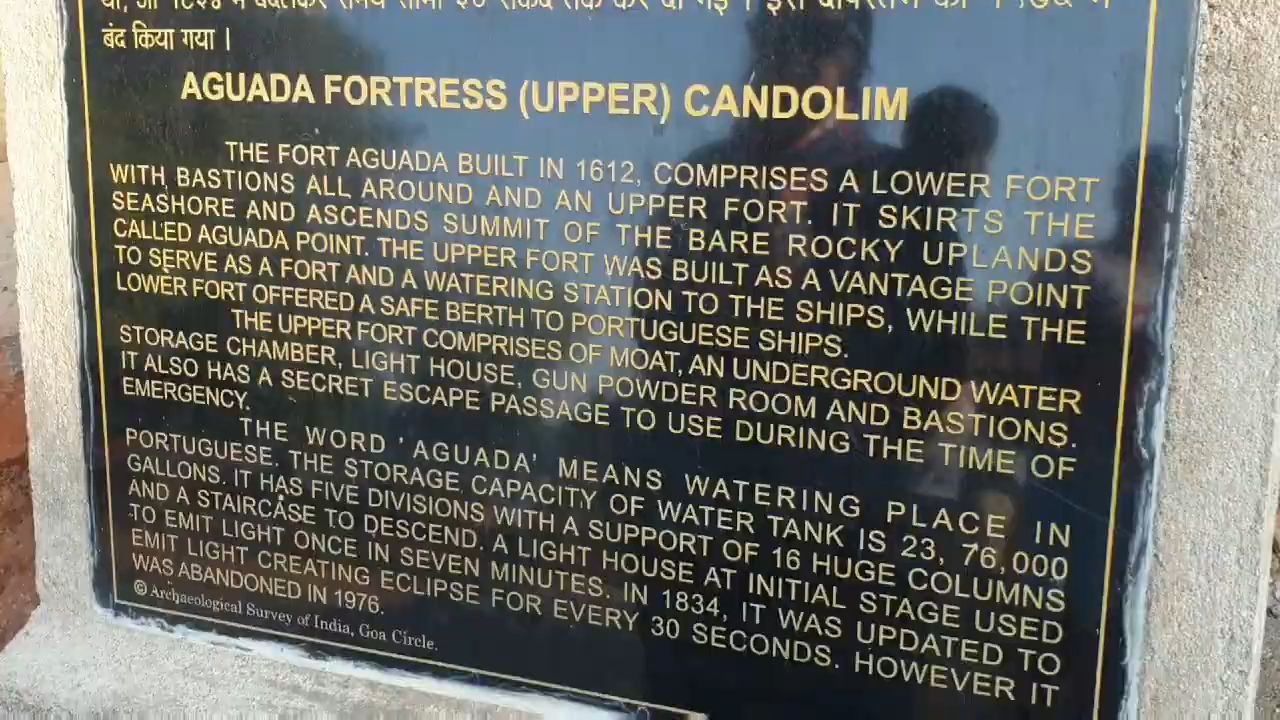 बंद किया गया ।
AGUADA FORTRESS (UPPER) CANDOLIM
THE FORT AGUADA BUILT IN 1612, COMPRISES A LOWER FORT
WITH BASTIONS ALL AROUND AND AN UPPER FORT. IT SKIRTS THE
SEASHORE AND ASCENDS SUMMIT OF THE BARE ROCKY UPLANDS
CALLED AGUADA POINT. THE UPPER FORT WAS BUILT AS A VANTAGE POINT
TO SERVE AS A FORT AND A WATERING STATION TO THE SHIPS, WHILE THE
LOWER FORT OFFERED A SAFE BERTH TO PORTUGUESE SHIPS.
THE UPPER FORT COMPRISES OF MOAT, AN UNDERGROUND WATER
STORAGE CHAMBER, LIGHT HOUSE, GUN POWDER ROOM AND BASTIONS.
IT ALSO HAS A SECRET ESCAPE PASSAGE TO USE DURING THE TIME OF
EMERGENCY.
THE WORD ' AGUADA' MEANS WATERING PLACE IN
PORTUGUESE. THE STORAGE CAPACITY OF WATER TANK IS 23, 76,000
GALLONS. IT HAS FIVE DIVISIONS WITH A SUPPORT OF 16 HUGE COLUMNS
AND A STAIRCASE TO DESCEND. A LIGHT HOUSE AT INITIAL STAGE USED
TO EMIT LIGHT ONCE IN SEVEN MINUTES. IN 1834, IT WAS UPDATED TO
EMIT LIGHT CREATING ECLIPSE FOR EVERY 30 SECONDS. HOWEVER IT
WAS ABANDONED IN 1976.
© Archaeological Survey of India, Goa Circle.